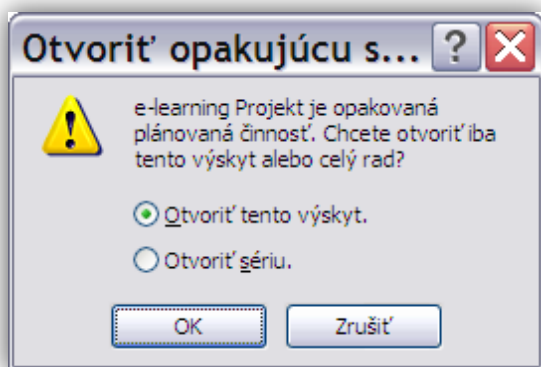 Otvoriť opakujúcu s...
e-learning Projekt je opakovaná
plánovaná činnosť. Chcete otvoriť iba
tento výskyt alebo celý rad?
Otvoriť tento výskyt.
Otvoriť sériu.
OK
Zrušiť